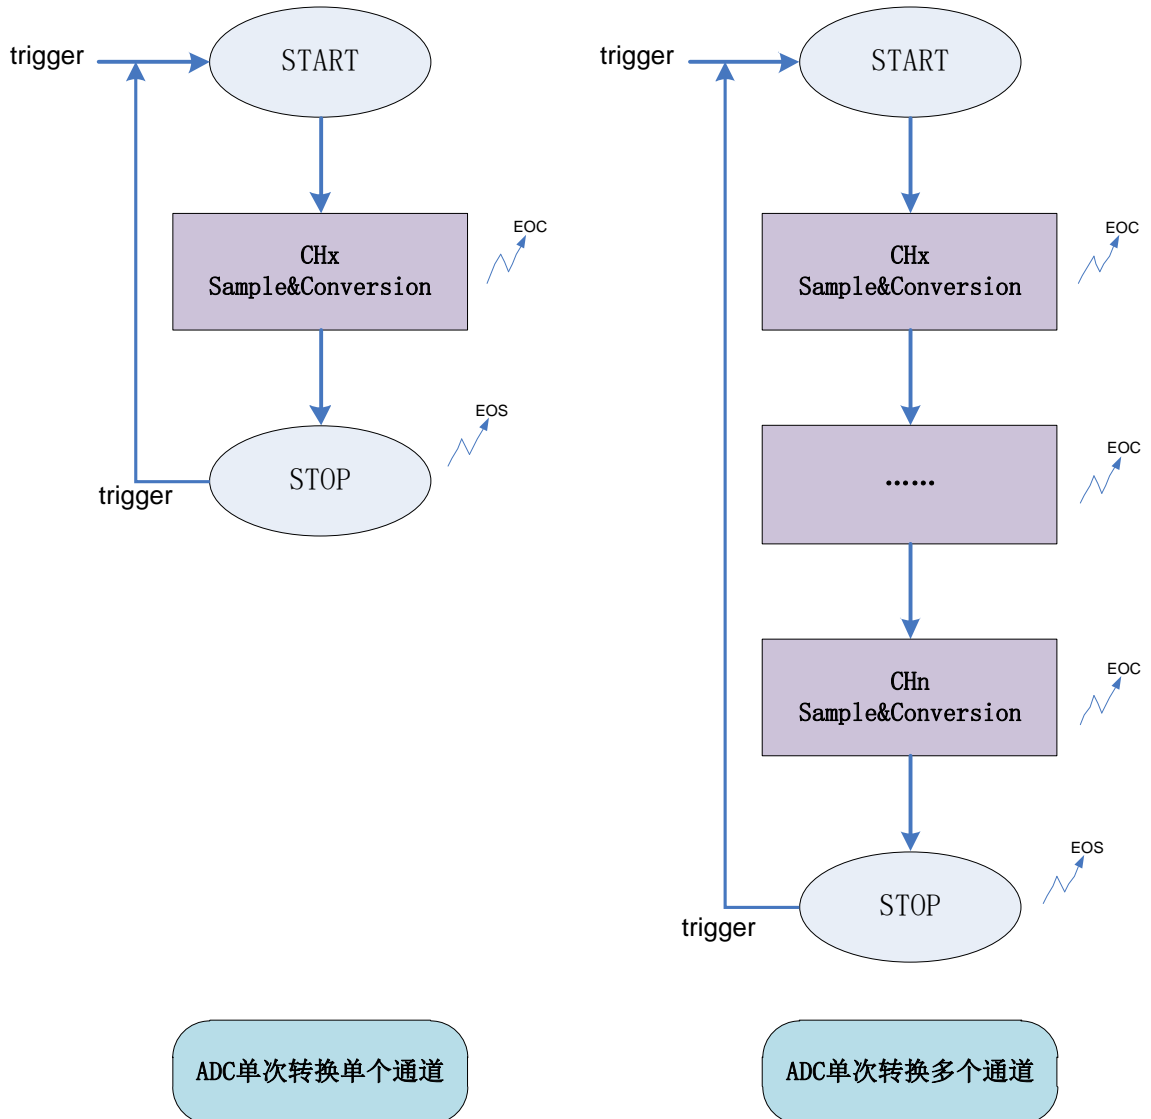 trigger
START
CHx
Sample&Conversion
EOC
EOS
STOP
trigger
ADC单次转换单个通道
trigger
START
CHx
Sample&Conversion
EOC
……
EOC
CHn
Sample&Conversion
EOC
EOS
STOP
trigger
ADC单次转换多个通道